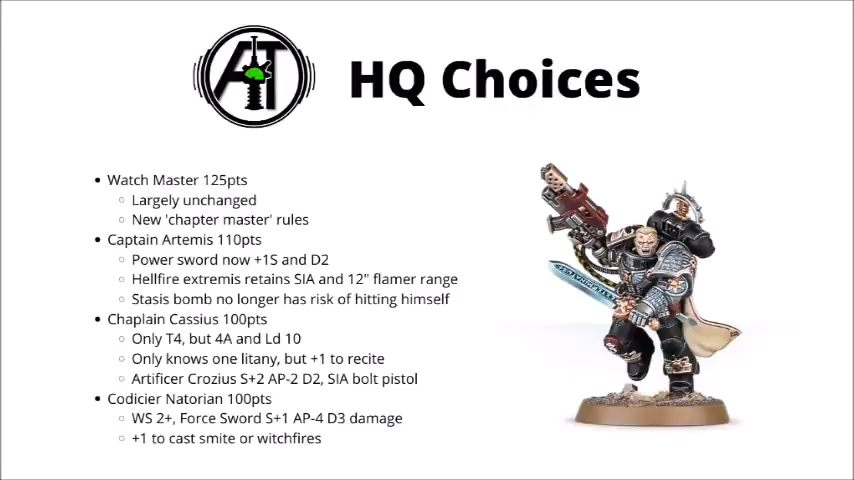 AT
HQ Choices
Watch Master 125pts
Largely unchanged
New 'chapter master' rules
Captain Artemis 110pts
Power sword now +1S and D2
Hellfire extremis retains SIA and 12" flamer range
Stasis bomb no longer has risk of hitting himself
Chaplain Cassius 100pts
Only T4, but 4A and Ld 10
Only knows one litany, but +1 to recite
Artificer Crozius S+2 AP-2 D2, SIA bolt pistol
Codicier Natorian 100pts
WS 2+, Force Sword S+1 AP-4 D3 damage
+1 to cast smite or witchfires